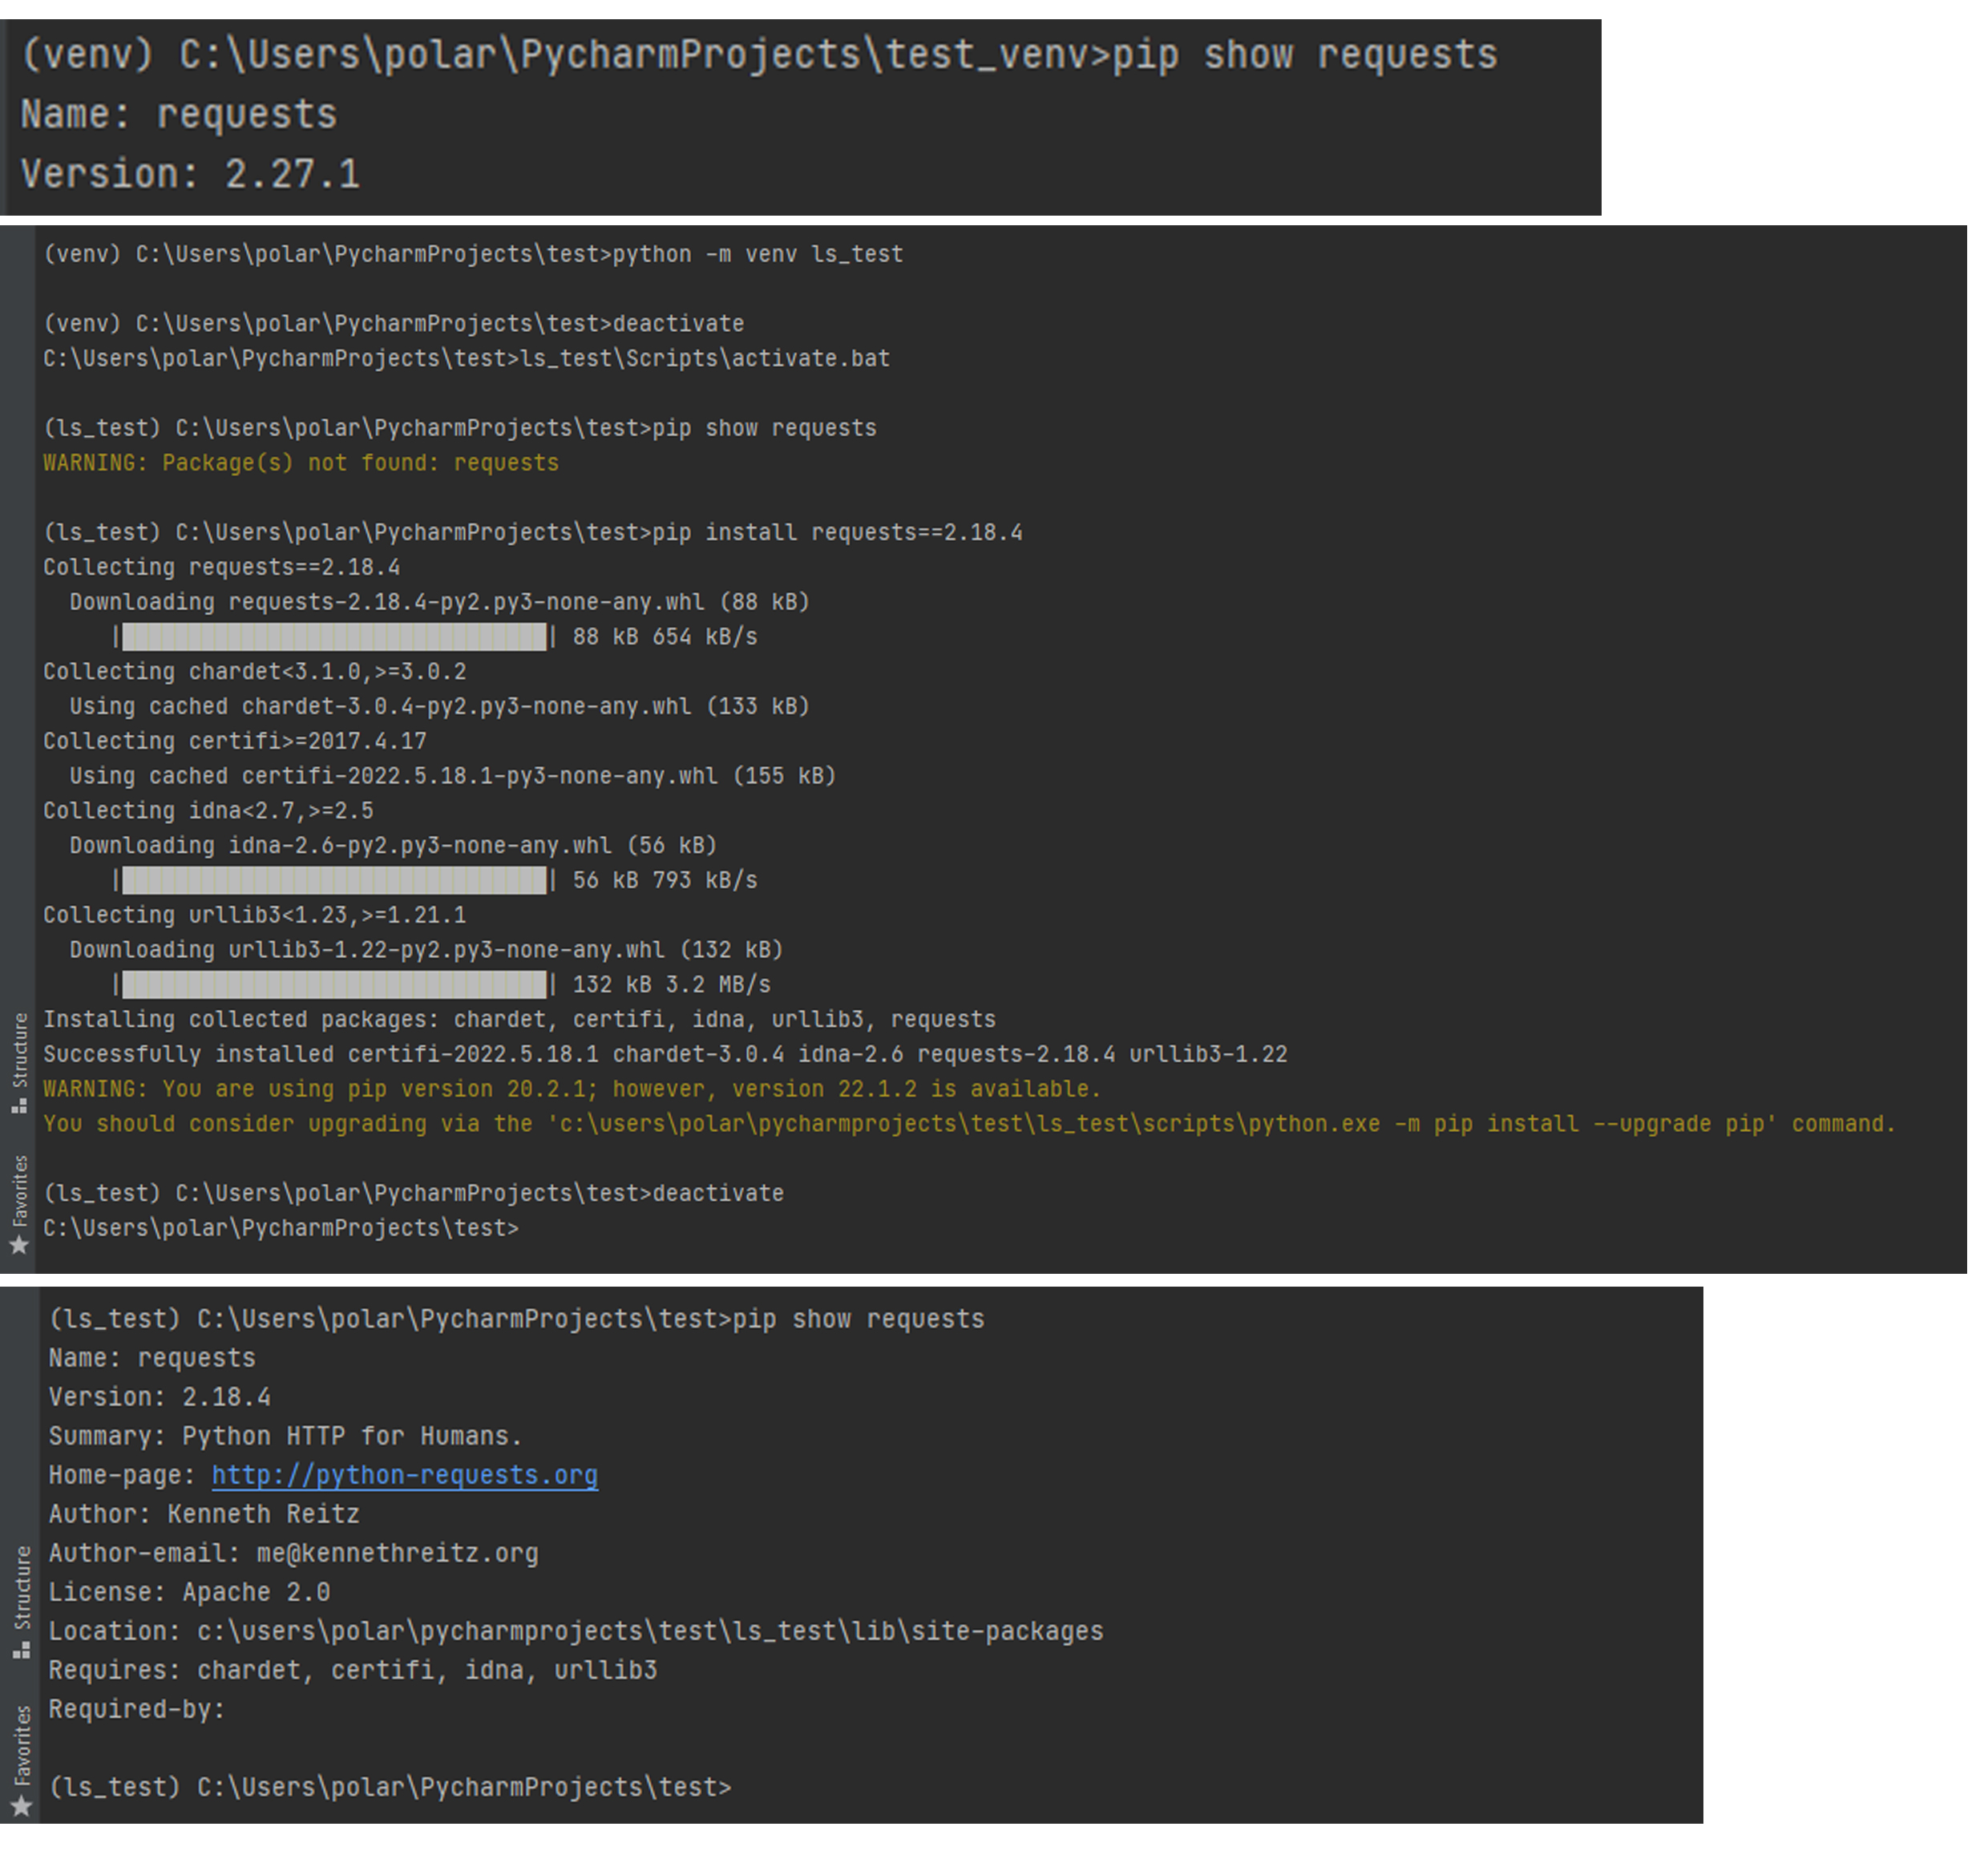 (venv) C:\Users\polar\PycharmProjects\test_venv>pip show requests
Name: requests
Version: 2.27.1
(venv) C:\Users\polar\PycharmProjects\test>python -m venv ls_test
(venv) C:\Users\polar\PycharmProjects\test>deactivate
C:\Users\polar\PycharmProjects\test>ls_test\Scripts\activate.bat
(ls_test) C:\Users\polar\PycharmProjects\test>pip show requests
WARNING: Package(s) not found: requests
(ls_test) C:\Users\polar\PycharmProjects\test>pip install requests==2.18.4
Collecting requests==2.18.4
  Downloading requests-2.18.4-py2.py3-none-any.whl (88 kB)
     |████████████████████████████████| 88 kB 654 kB/s
Collecting chardet<3.1.0,>=3.0.2
  Using cached chardet-3.0.4-py2.py3-none-any.whl (133 kB)
Collecting certifi>=2017.4.17
  Using cached certifi-2022.5.18.1-py3-none-any.whl (155 kB)
Collecting idna<2.7,>=2.5
  Downloading idna-2.6-py2.py3-none-any.whl (56 kB)
     |████████████████████████████████| 56 kB 793 kB/s
Collecting urllib3<1.23,>=1.21.1
  Downloading urllib3-1.22-py2.py3-none-any.whl (132 kB)
     |████████████████████████████████| 132 kB 3.2 MB/s
Installing collected packages: chardet, certifi, idna, urllib3, requests
Successfully installed certifi-2022.5.18.1 chardet-3.0.4 idna-2.6 requests-2.18.4 urllib3-1.22
WARNING: You are using pip version 20.2.1; however, version 22.1.2 is available.
You should consider upgrading via the 'c:\users\polar\pycharmprojects\test\ls_test\scripts\python.exe -m pip install --upgrade pip' command.
(ls_test) C:\Users\polar\PycharmProjects\test>deactivate
C:\Users\polar\PycharmProjects\test>
Structure
Favorites
(ls_test) C:\Users\polar\PycharmProjects\test>pip show requests
Name: requests
Version: 2.18.4
Summary: Python HTTP for Humans.
Home-page: http://python-requests.org
Author: Kenneth Reitz
Author-email: me@kennethreitz.org
License: Apache 2.0
Location: c:\users\polar\pycharmprojects\test\ls_test\lib\site-packages
Requires: chardet, certifi, idna, urllib3
Required-by:
(ls_test) C:\Users\polar\PycharmProjects\test>
Structure
Favorites